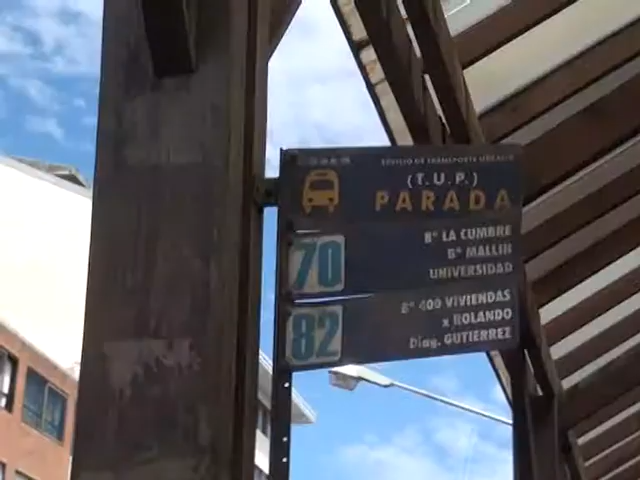 SERVICIO DE TRANSPORTE URBANO
(T.U.P.)
PARADA
70
Bº LA CUMBRE
Bº MALLIN
UNIVERSIDAD
82
Bº 400 VIVIENDAS
x ROLANDO
Diag. GUTIERREZ